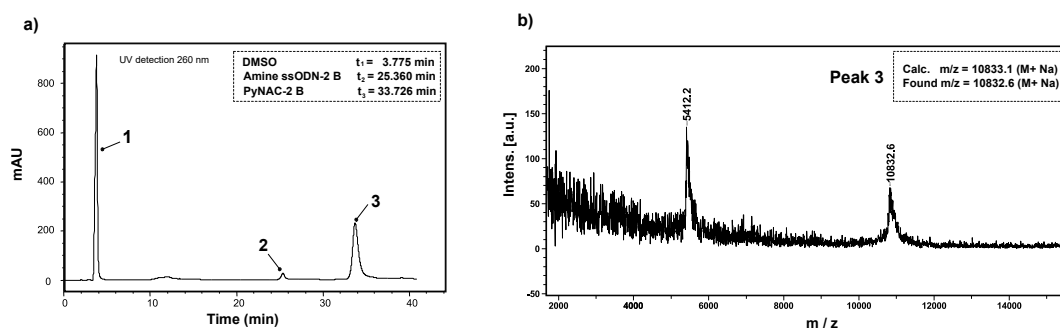 a)
UV detection 260 nm
DMSO t₁ = 3.775 min
Amine ssODN-2 B t₂ = 25.360 min
PyNAC-2 B t₃ = 33.726 min
1
2
3
mAU
800
600
400
200
0
0 10 20 30 40
Time (min)
b)
Peak 3
Calc. m/z = 10833.1 (M+ Na)
Found m/z = 10832.6 (M+ Na)
5412.2
10832.6
Intens. [a.u.]
200
150
100
50
0
-50
2000 4000 6000 8000 10000 12000 14000
m / z